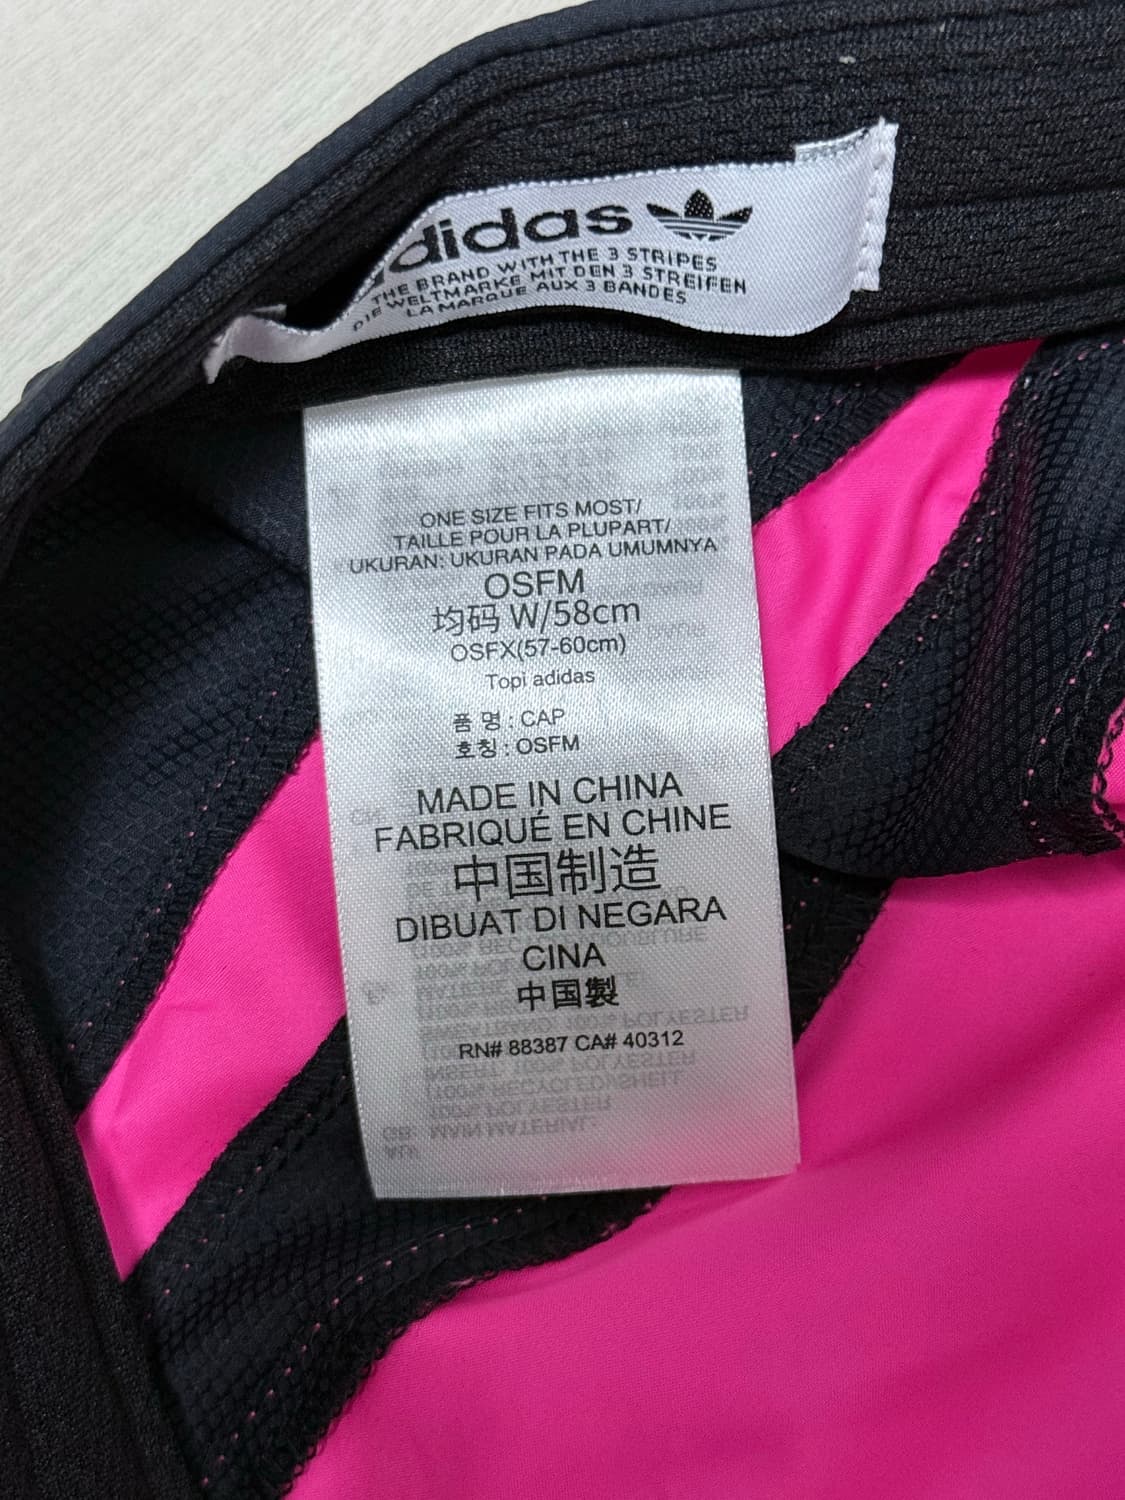 adidas
THE BRAND WITH THE 3 STRIPES
DIE WELTMARKE MIT DEN 3 STREIFEN
LA MARQUE AUX 3 BANDES
ONE SIZE FITS MOST/
TAILLE POUR LA PLUPART/
UKURAN: UKURAN PADA UMUMNYA
OSFM
均码 W/58cm
OSFX(57-60cm)
Topi adidas
품 명 : CAP
호칭 : OSFM
MADE IN CHINA
FABRIQUÉ EN CHINE
中国制造
DIBUAT DI NEGARA
CINA
中国製
RN# 88387 CA# 40312